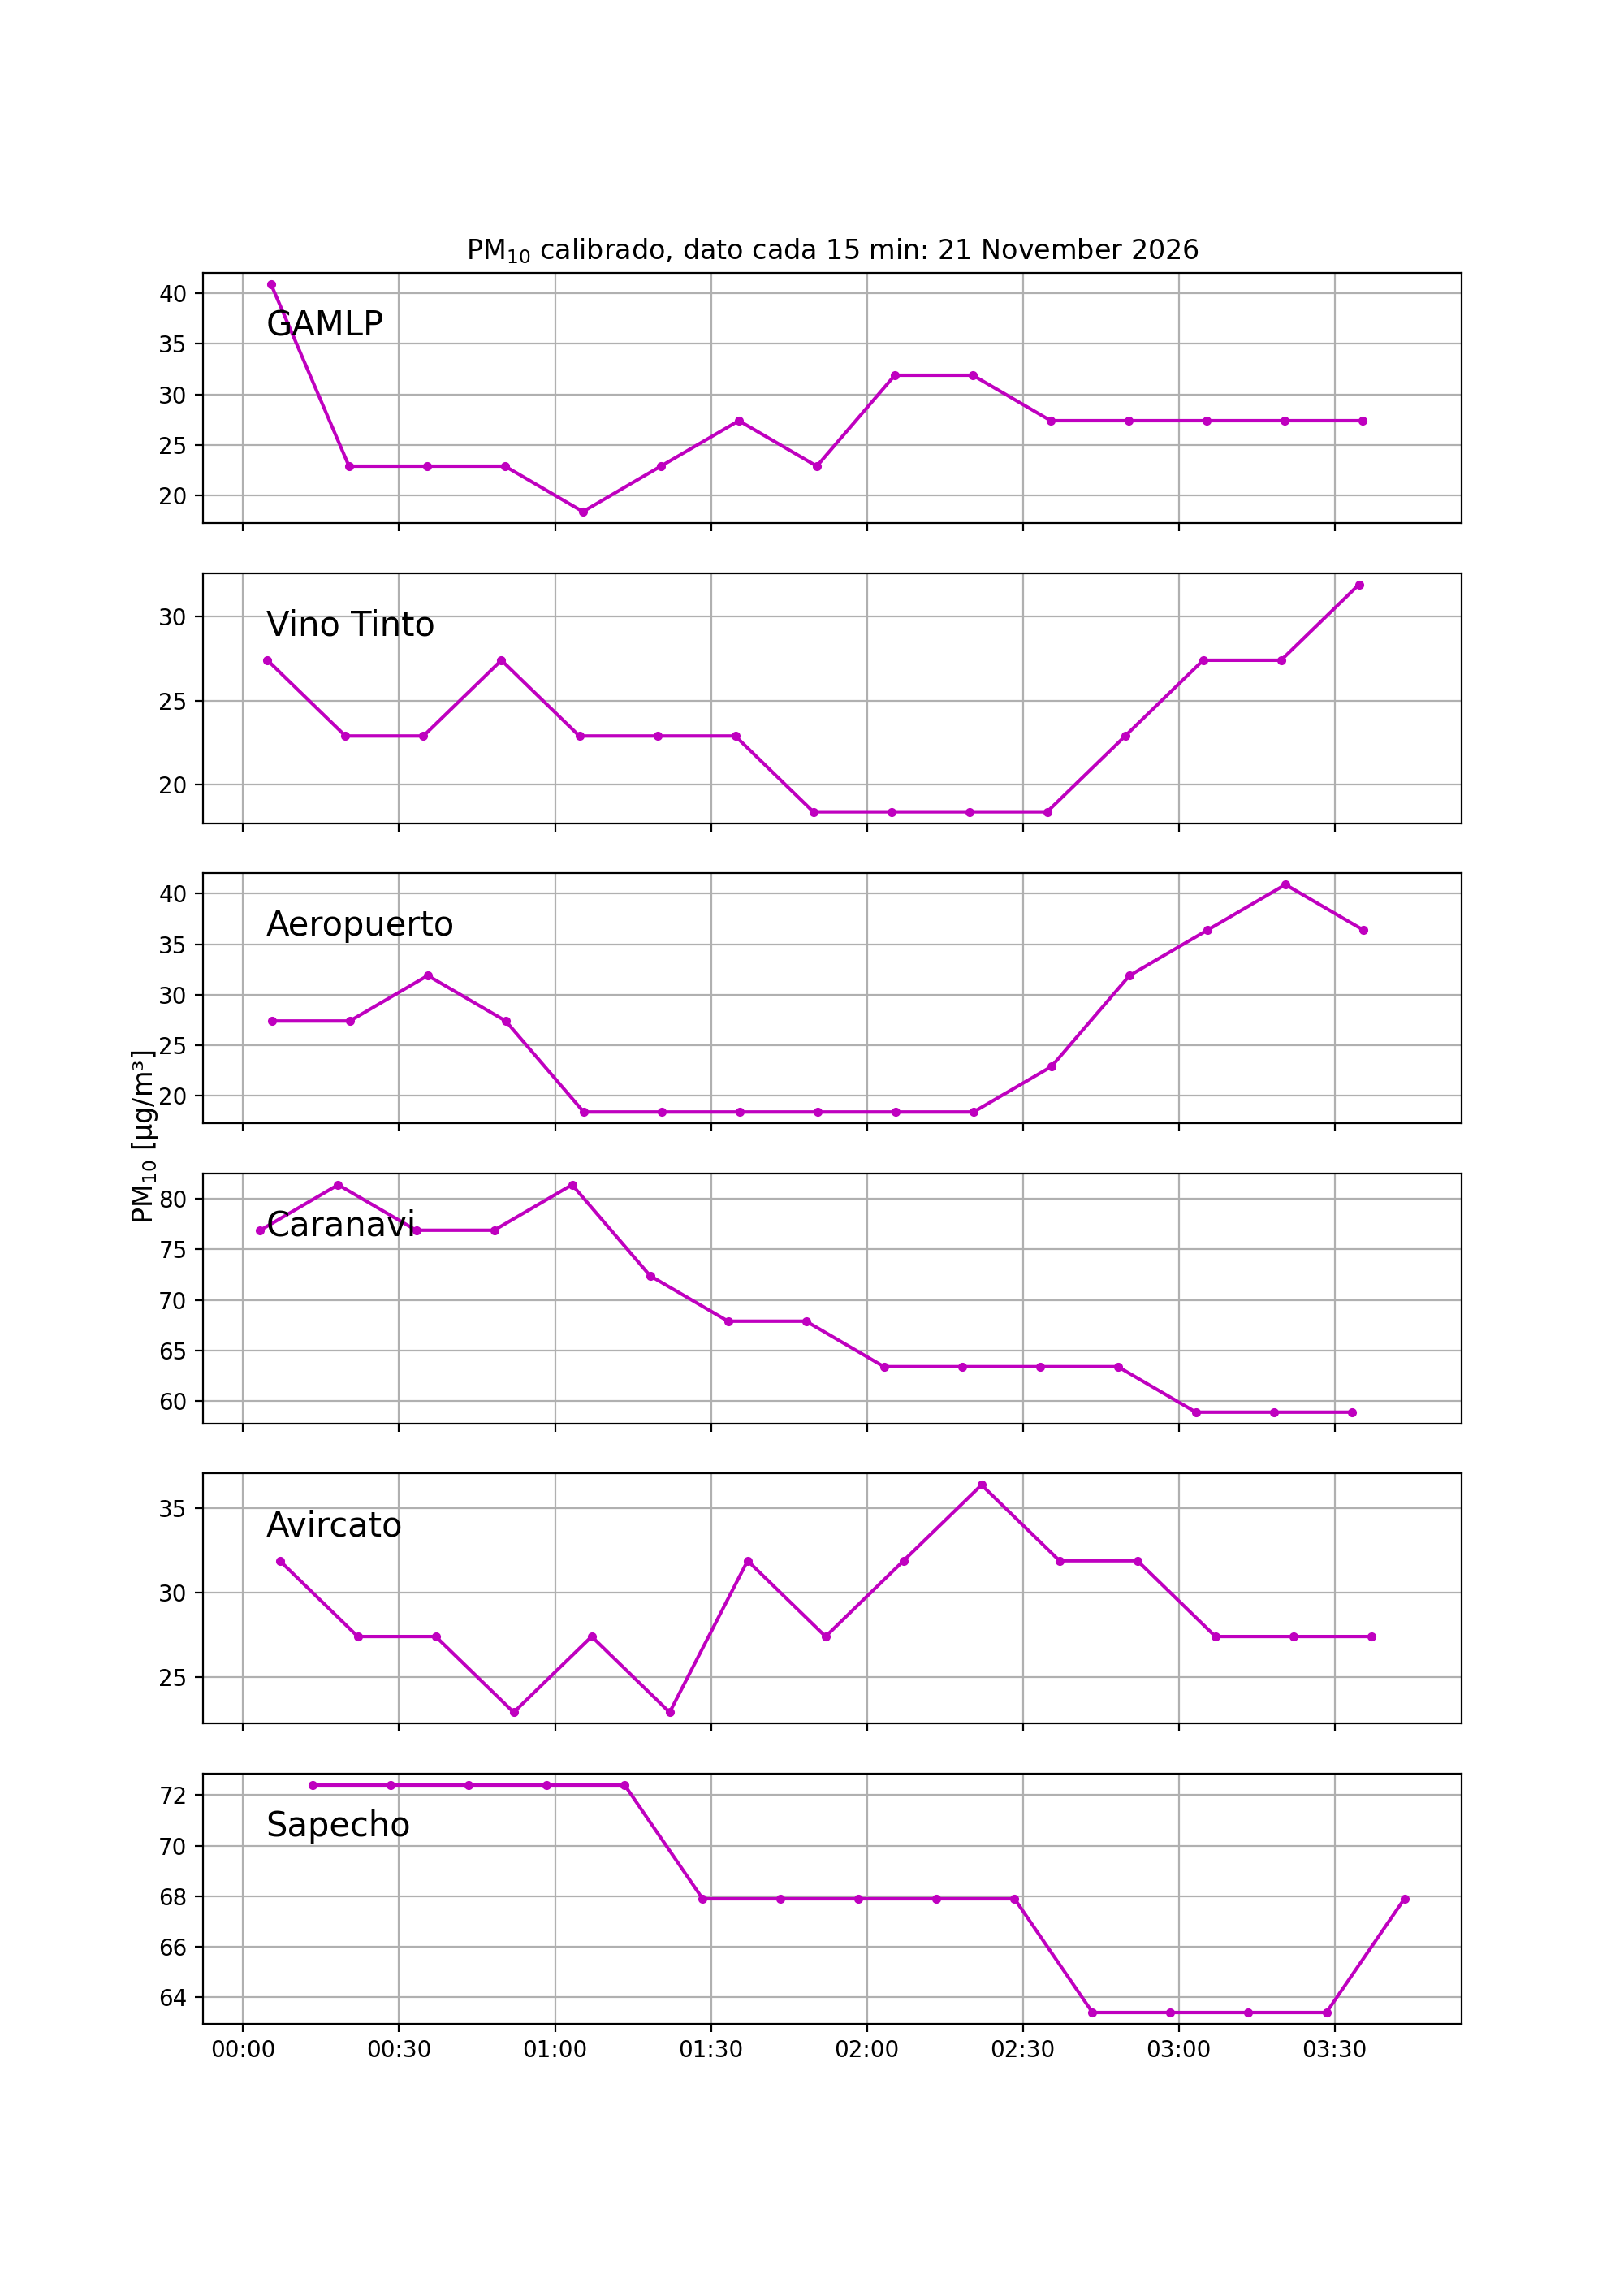 PM₁₀ calibrado, dato cada 15 min: 21 November 2026
40
35
30
25
20
GAMLP
30
25
20
Vino Tinto
40
35
30
25
20
Aeropuerto
PM₁₀ [µg/m³]
80
75
70
65
60
Caranavi
35
30
25
Avircato
72
70
68
66
64
Sapecho
00:00 00:30 01:00 01:30 02:00 02:30 03:00 03:30